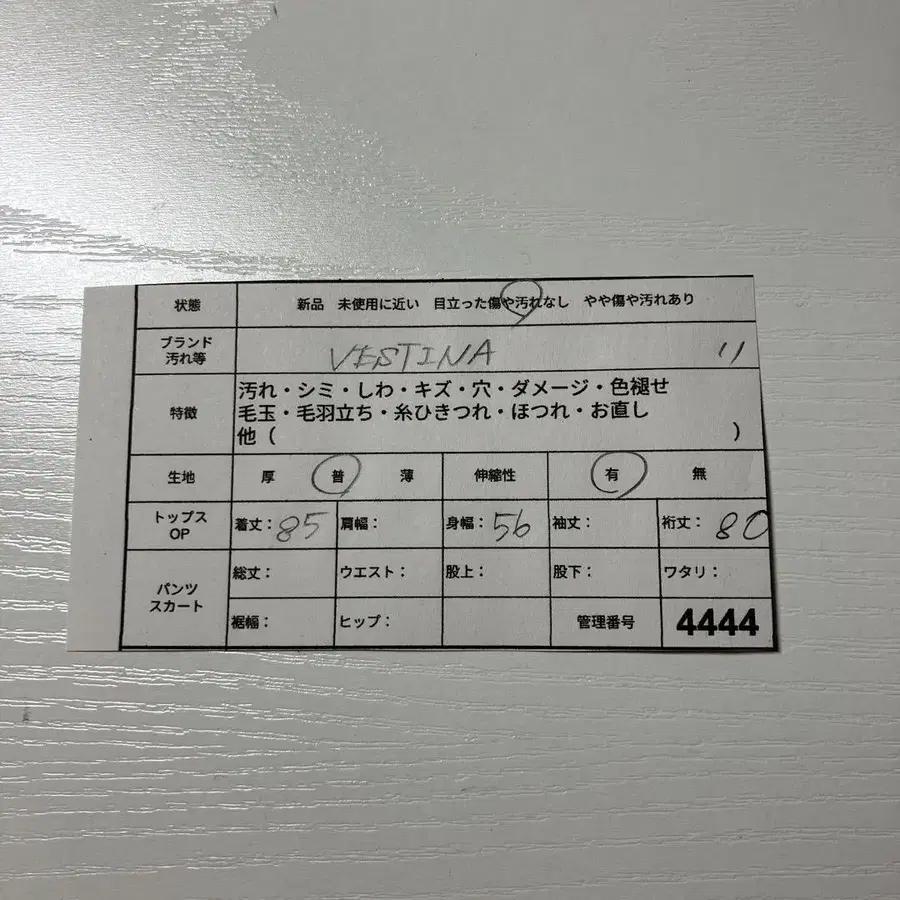 状態 新品 未使用に近い 目立った傷や汚れなし やや傷や汚れあり
ブランド
汚れ等 VESTINA 11
特徴 汚れ・シミ・しわ・キズ・穴・ダメージ・色褪せ
毛玉・毛羽立ち・糸ひきつれ・ほつれ・お直し
他( )
生地 厚 普 薄 伸縮性 有 無
トップス
OP 着丈:85 肩幅: 身幅:56 袖丈: 裄丈:80
パンツ
スカート 総丈: ウエスト: 股上: 股下: ワタリ:
裾幅: ヒップ: 管理番号 4444